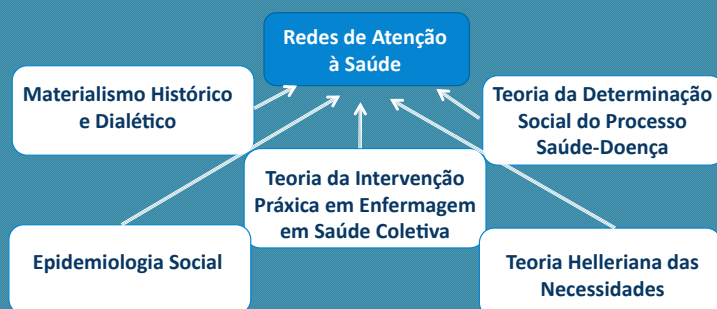 Redes de Atenção
à Saúde
Materialismo Histórico
e Dialético
Teoria da Determinação
Social do Processo
Saúde-Doença
Teoria da Intervenção
Práxica em Enfermagem
em Saúde Coletiva
Epidemiologia Social
Teoria Helleriana das
Necessidades